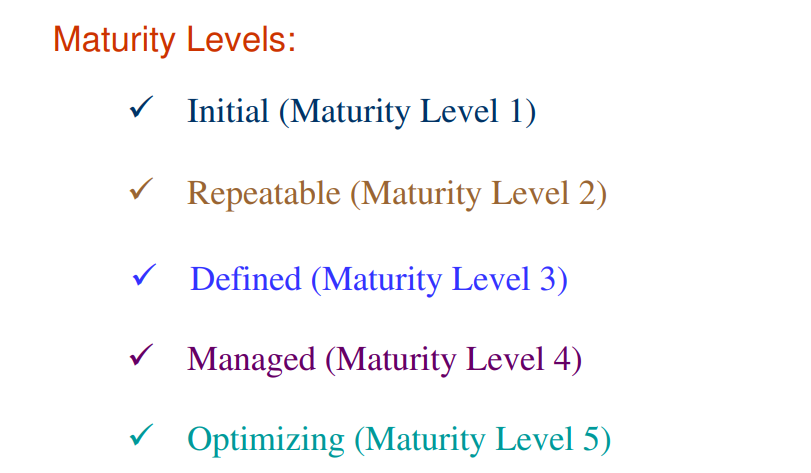 Maturity Levels:
✓ Initial (Maturity Level 1)
✓ Repeatable (Maturity Level 2)
✓ Defined (Maturity Level 3)
✓ Managed (Maturity Level 4)
✓ Optimizing (Maturity Level 5)